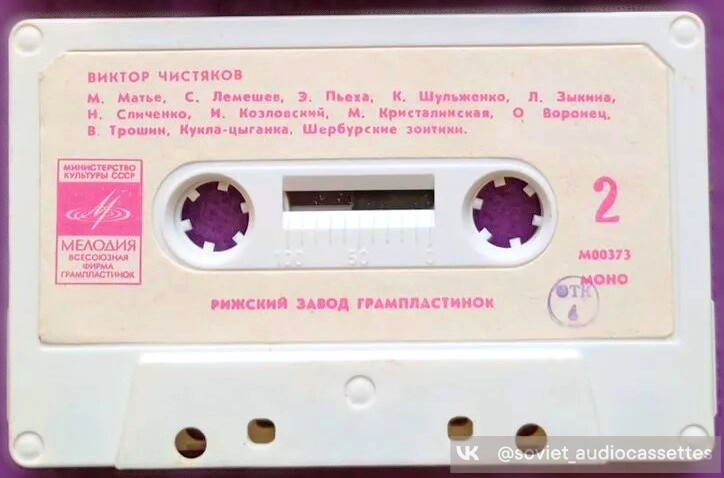 ВИКТОР ЧИСТЯКОВ
М. Матье, С. Лемешев, Э. Пьеха, К. Шульженко, Л. Зыкина,
Н. Сличенко, И. Козловский, М. Кристалинская, О Воронец,
В. Трошин, Кукла-цыганка, Шербурские зонтики.
МИНИСТЕРСТВО
КУЛЬТУРЫ СССР
МЕЛОДИЯ
ВСЕСОЮЗНАЯ
ФИРМА
ГРАМПЛАСТИНОК
2
М00373
МОНО
ОТК
6
100 50 0
РИЖСКИЙ ЗАВОД ГРАМПЛАСТИНОК
@soviet_audiocassettes